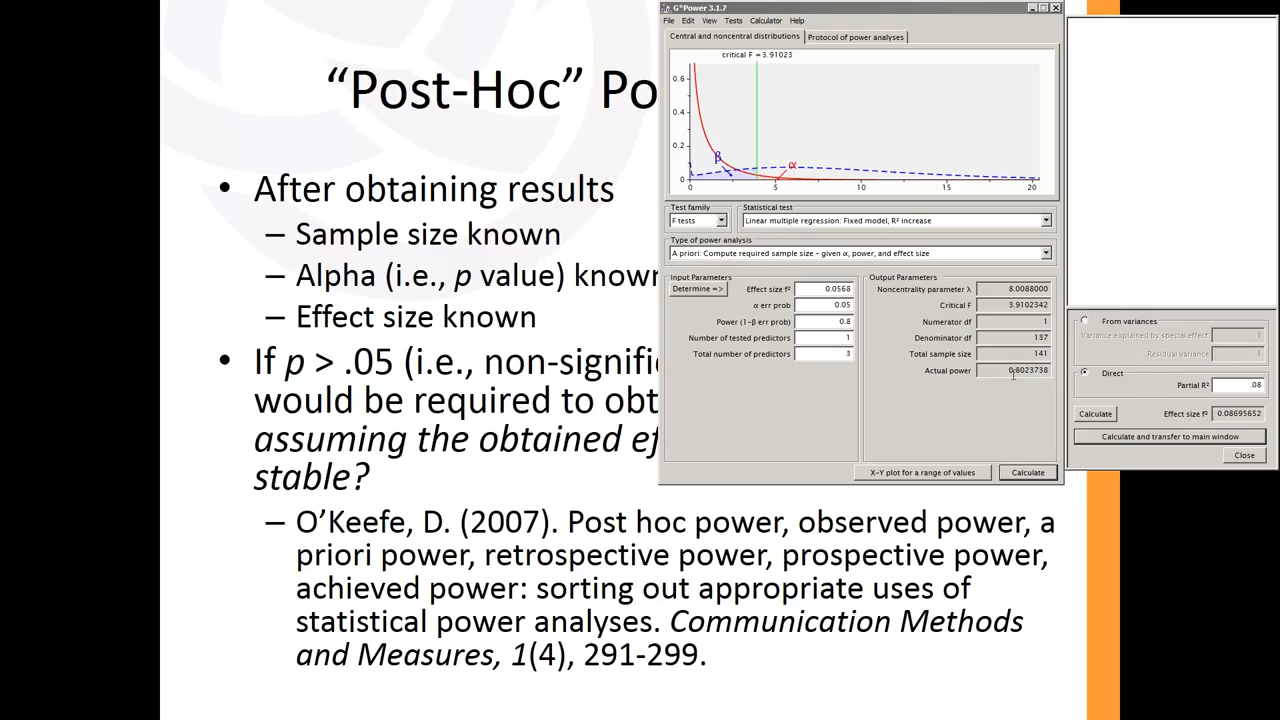 “Post-Hoc” Po
• After obtaining results
– Sample size known
– Alpha (i.e., p value) known
– Effect size known
• If p > .05 (i.e., non-signific
would be required to obt
assuming the obtained ef
stable?
– O’Keefe, D. (2007). Post hoc power, observed power, a
priori power, retrospective power, prospective power,
achieved power: sorting out appropriate uses of
statistical power analyses. Communication Methods
and Measures, 1(4), 291-299.
G*Power 3.1.7
File Edit View Tests Calculator Help
Central and noncentral distributions Protocol of power analyses
critical F = 3.91023
0.6
0.4
0.2
0
β
α
0 5 10 15 20
Test family Statistical test
F tests Linear multiple regression: Fixed model, R² increase
Type of power analysis
A priori: Compute required sample size – given α, power, and effect size
Input Parameters
Determine => Effect size f² 0.0568
α err prob 0.05
Power (1-β err prob) 0.8
Number of tested predictors 1
Total number of predictors 3
Output Parameters
Noncentrality parameter λ 8.0088000
Critical F 3.9102342
Numerator df 1
Denominator df 137
Total sample size 141
Actual power 0.8023738
X-Y plot for a range of values Calculate
From variances
Variance explained by special effect 1
Residual variance 1
Direct
Partial R² .08
Calculate Effect size f² 0.08695652
Calculate and transfer to main window
Close